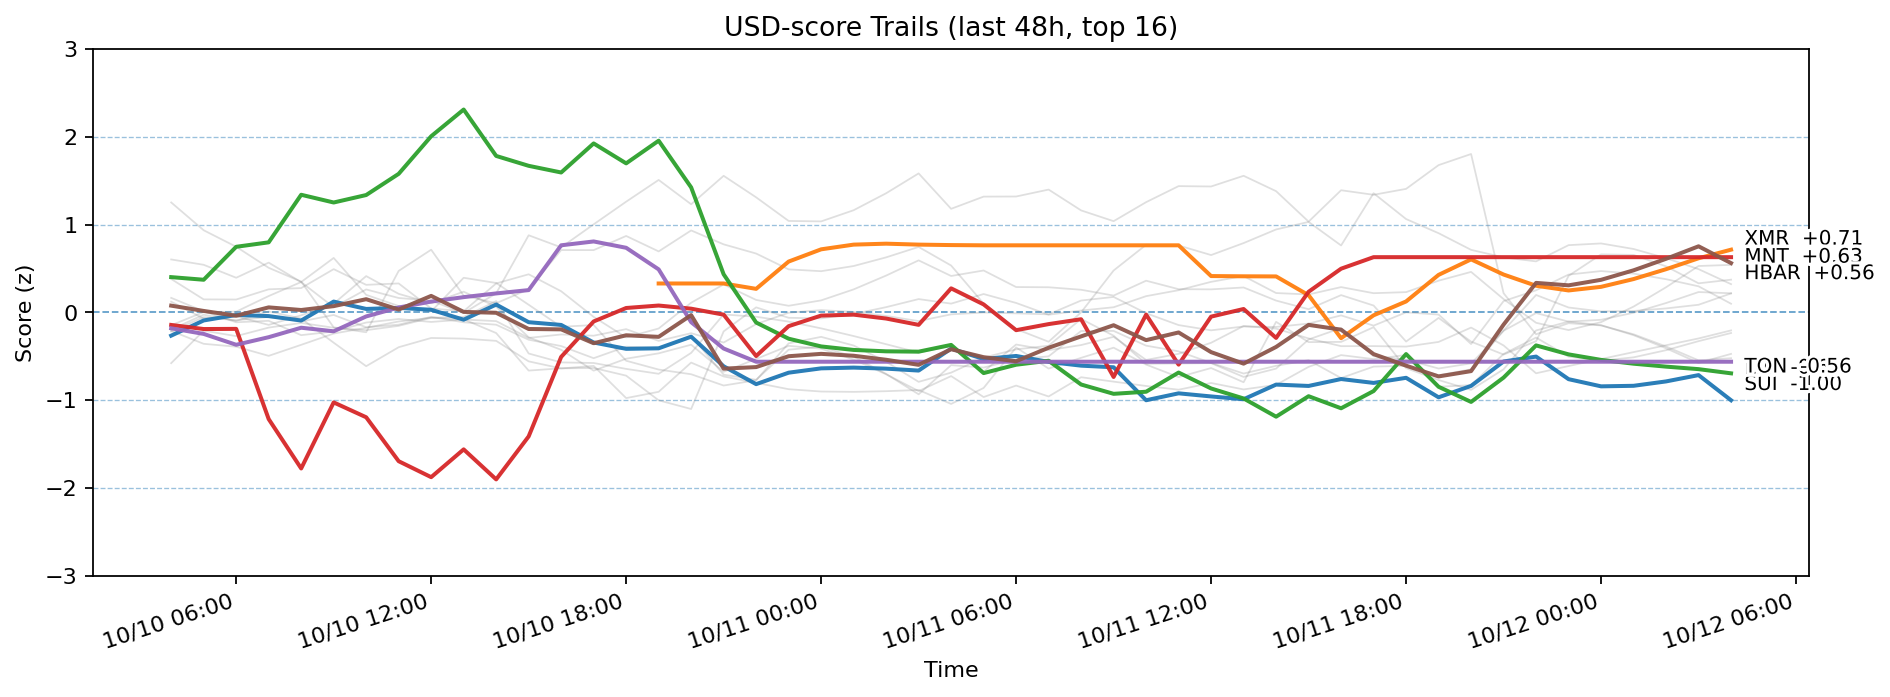 USD-score Trails (last 48h, top 16)
3
2
1
0
−1
−2
−3
Score (z)
XMR +0.71
MNT +0.63
HBAR +0.56
TON -0.56
SUI -1.00
10/10 06:00
10/10 12:00
10/10 18:00
10/11 00:00
10/11 06:00
10/11 12:00
10/11 18:00
10/12 00:00
10/12 06:00
Time